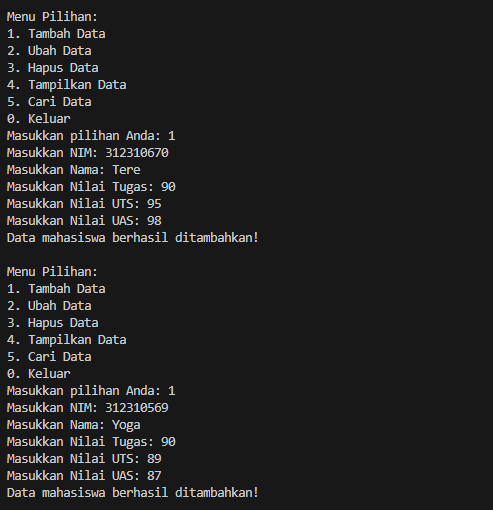 Menu Pilihan:
1. Tambah Data
2. Ubah Data
3. Hapus Data
4. Tampilkan Data
5. Cari Data
0. Keluar
Masukkan pilihan Anda: 1
Masukkan NIM: 312310670
Masukkan Nama: Tere
Masukkan Nilai Tugas: 90
Masukkan Nilai UTS: 95
Masukkan Nilai UAS: 98
Data mahasiswa berhasil ditambahkan!

Menu Pilihan:
1. Tambah Data
2. Ubah Data
3. Hapus Data
4. Tampilkan Data
5. Cari Data
0. Keluar
Masukkan pilihan Anda: 1
Masukkan NIM: 312310569
Masukkan Nama: Yoga
Masukkan Nilai Tugas: 90
Masukkan Nilai UTS: 89
Masukkan Nilai UAS: 87
Data mahasiswa berhasil ditambahkan!